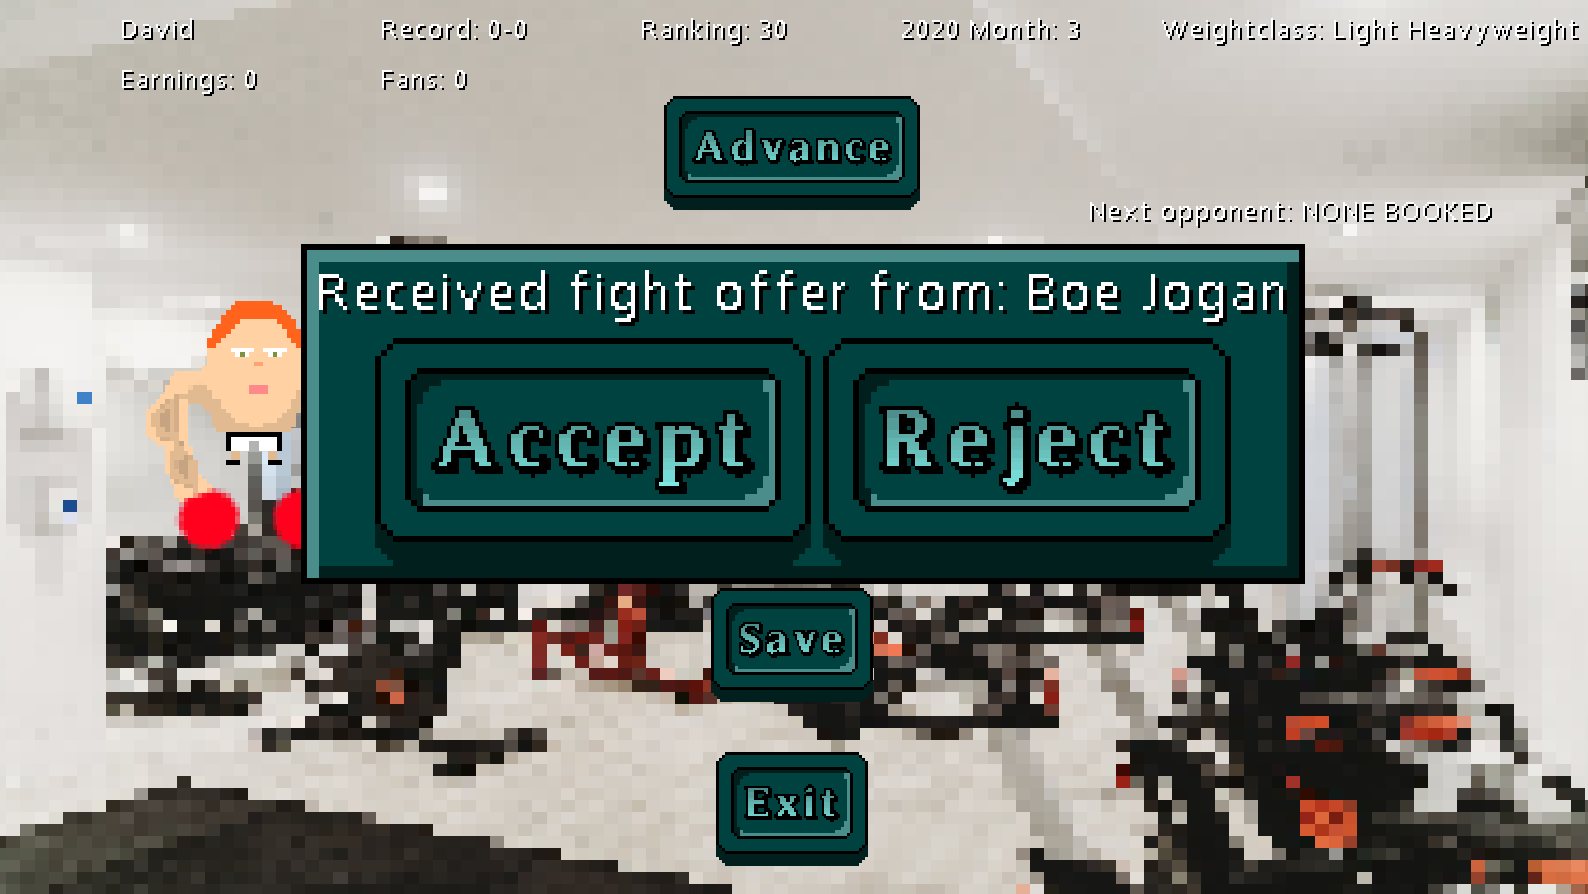 David Record: 0-0 Ranking: 30 2020 Month: 3 Weightclass: Light Heavyweight
Earnings: 0 Fans: 0
Advance
Next opponent: NONE BOOKED
Received fight offer from: Boe Jogan
Accept Reject
Save
Exit